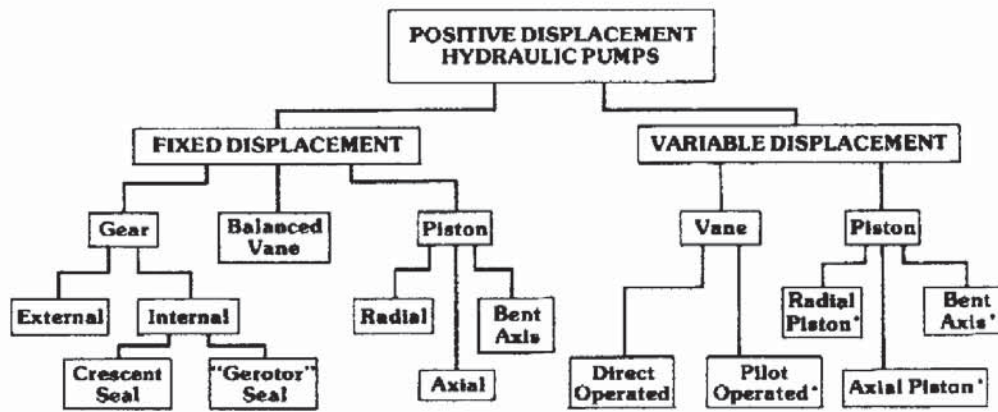 POSITIVE DISPLACEMENT
HYDRAULIC PUMPS
FIXED DISPLACEMENT
VARIABLE DISPLACEMENT
Gear
Balanced
Vane
Piston
Vane
Piston
External
Internal
Radial
Bent
Axis
Radial
Piston*
Bent
Axis*
Crescent
Seal
"Gerotor"
Seal
Axial
Direct
Operated
Pilot
Operated*
Axial Piston*